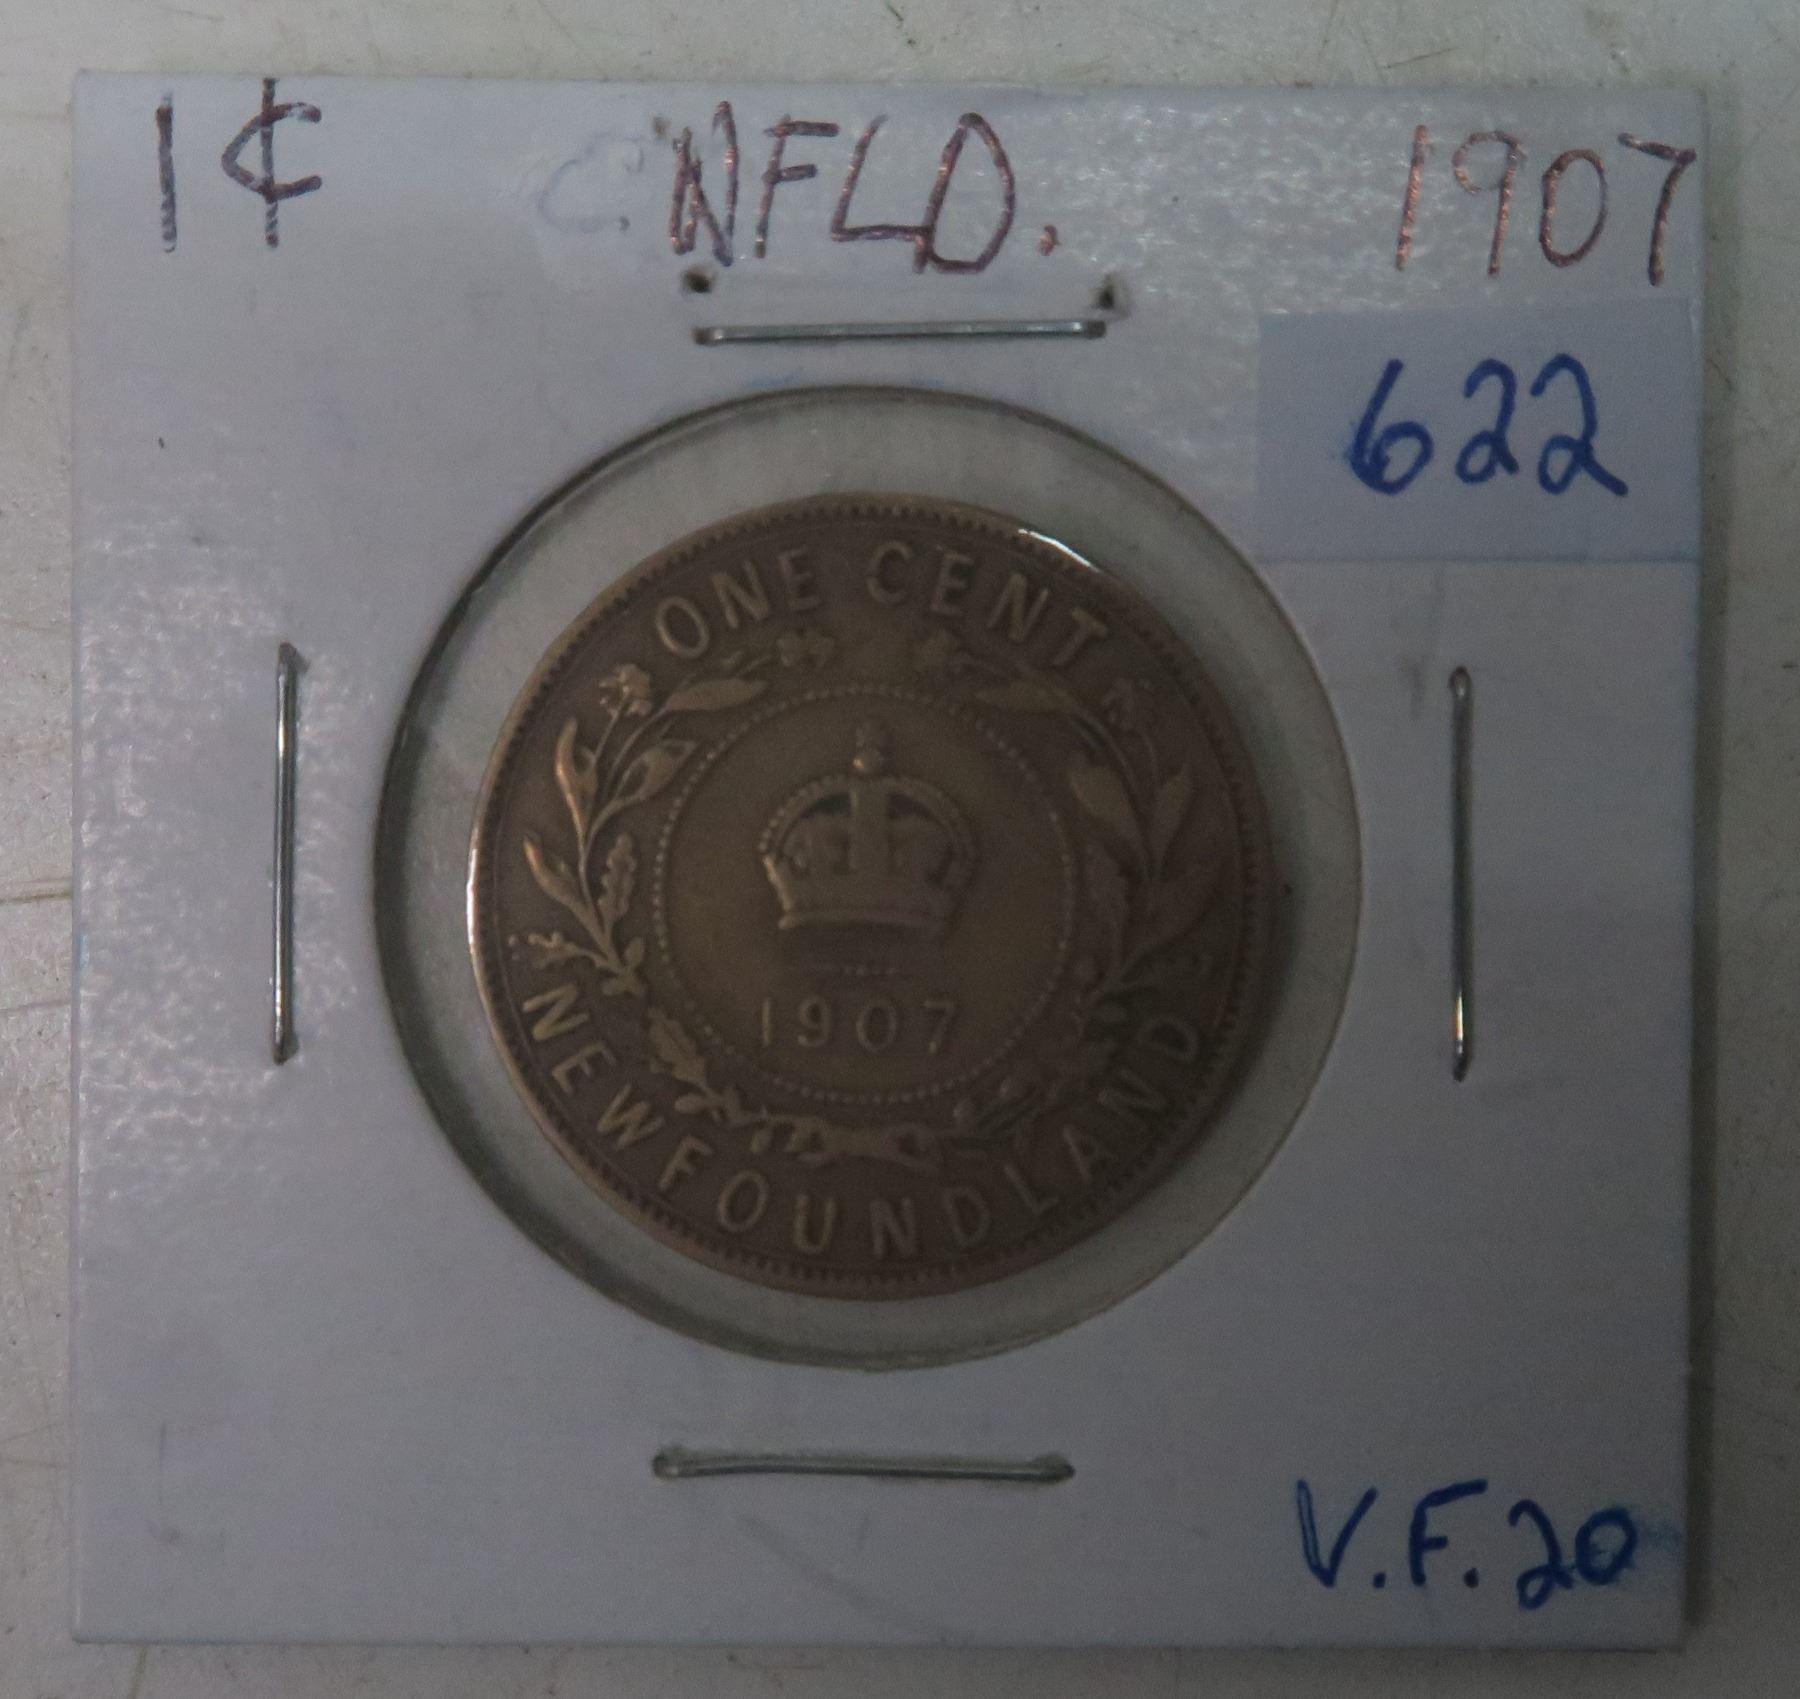 1¢ NFLD. 1907
622
ONE CENT
1907
NEWFOUNDLAND
V.F.20